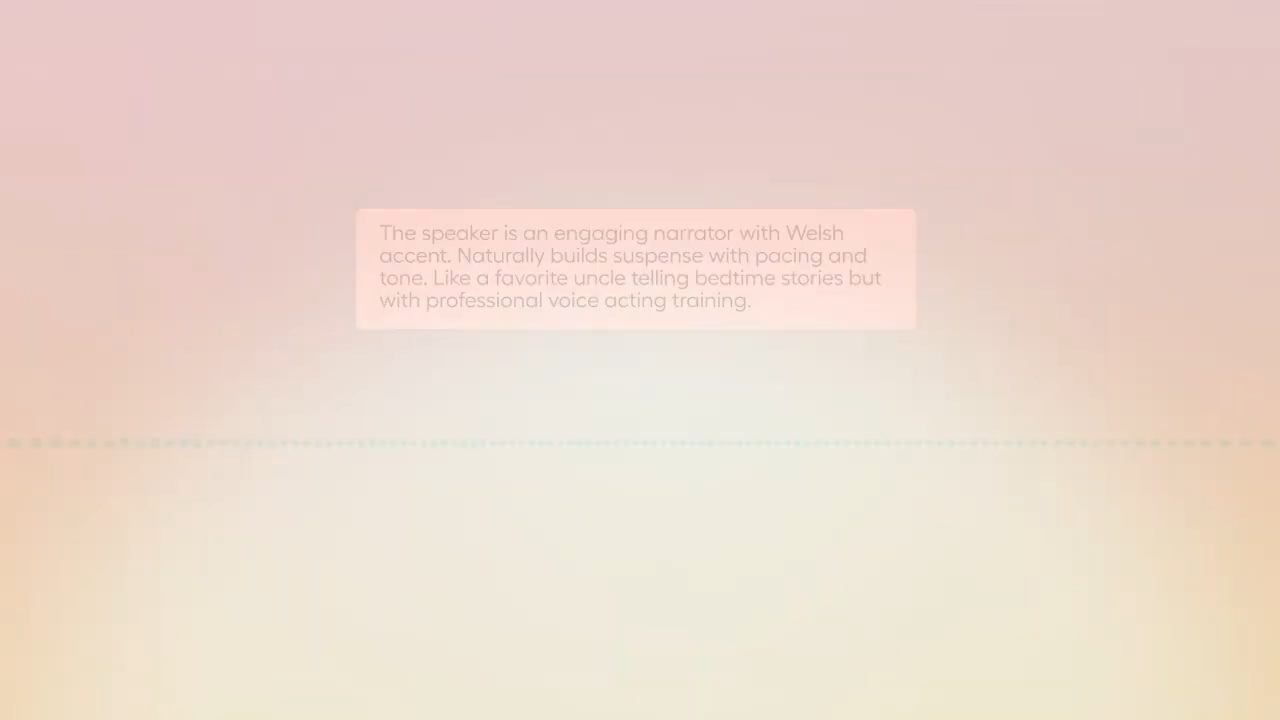 The speaker is an engaging narrator with Welsh
accent. Naturally builds suspense with pacing and
tone. Like a favorite uncle telling bedtime stories but
with professional voice acting training.